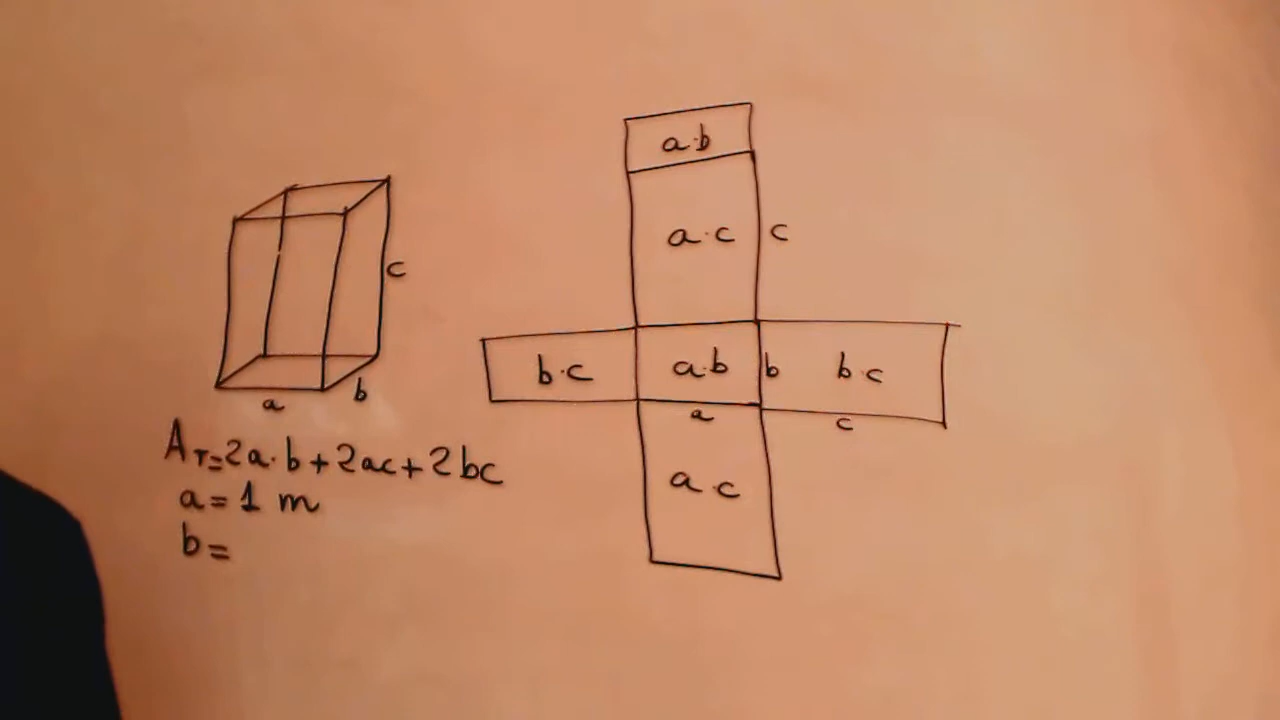 a·b
a·c c
c
b·c a·b b b·c
a c
a b
A_T=2a·b+2ac+2bc
a·c
a=1 m
b=